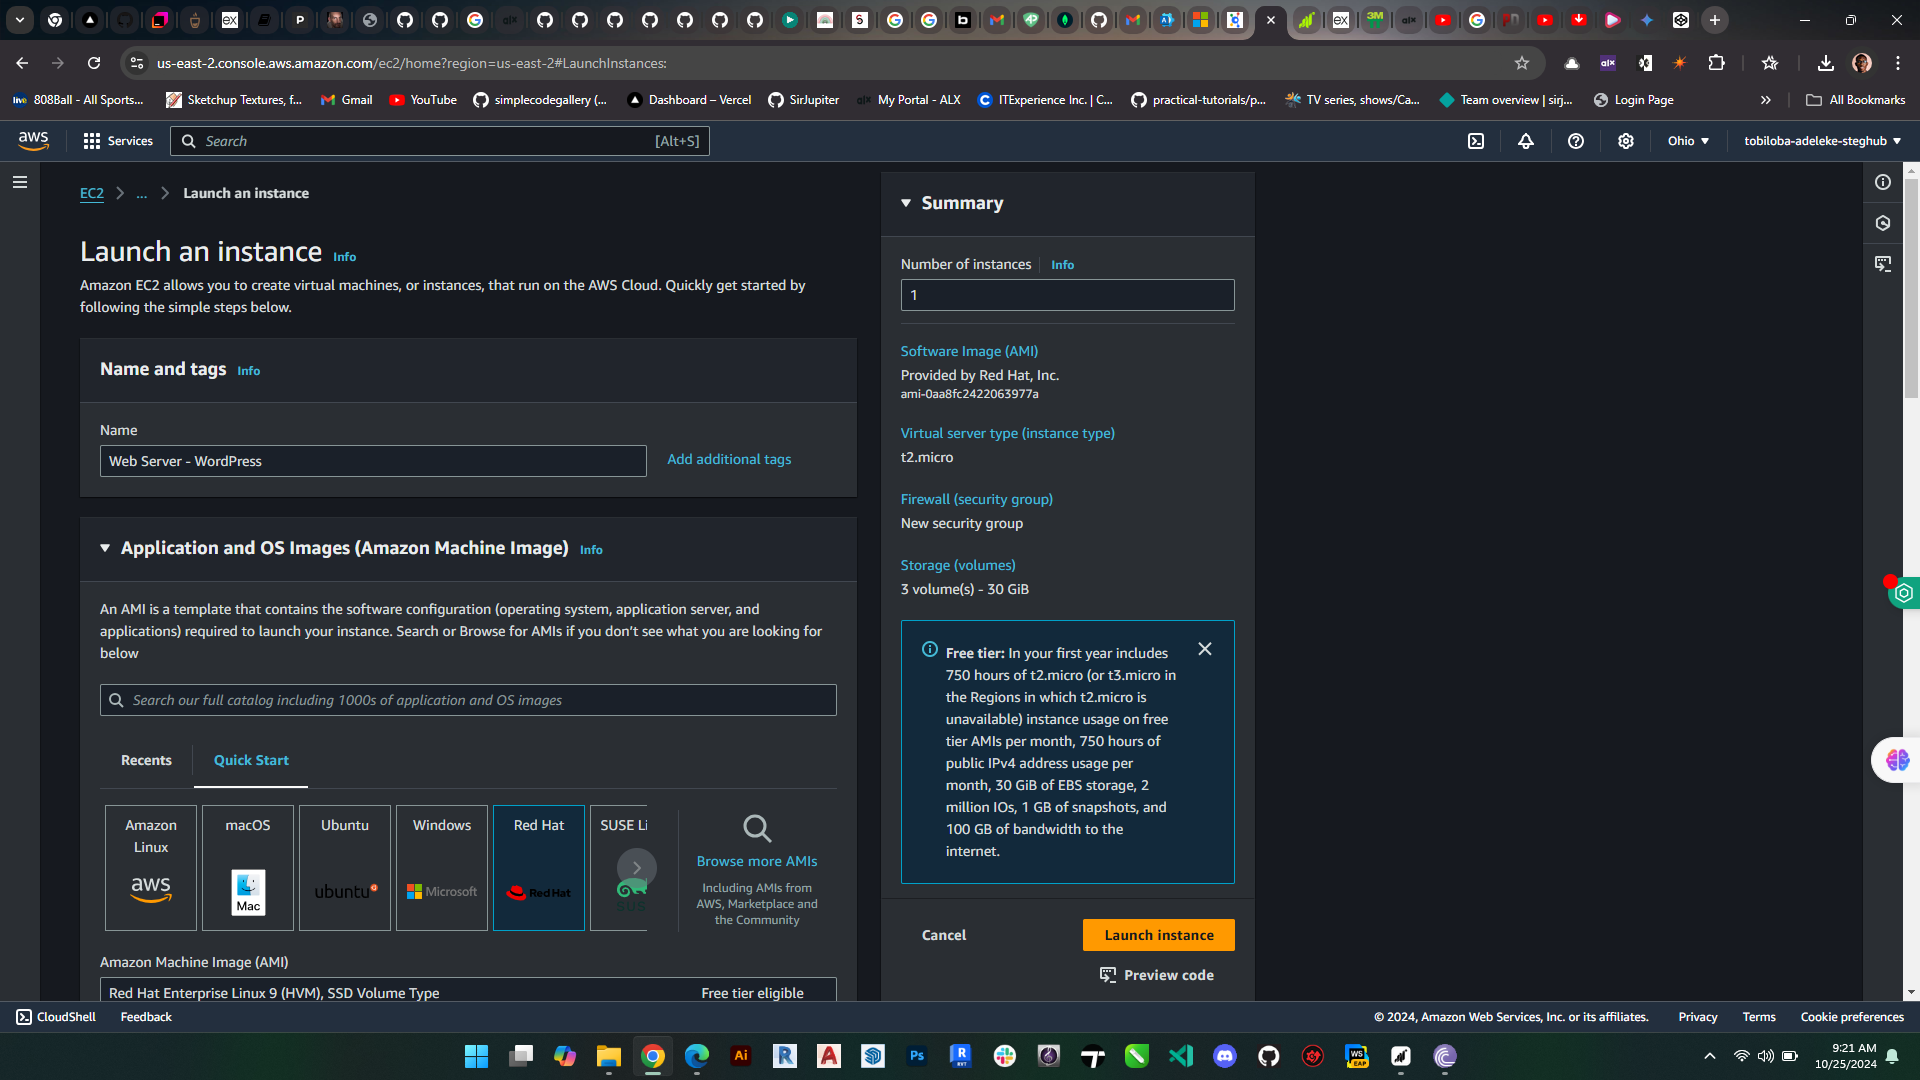 us-east-2.console.aws.amazon.com/ec2/home?region=us-east-2#LaunchInstances:
808Ball - All Sports...
Sketchup Textures, f...
Gmail
YouTube
simplecodegallery (...
Dashboard – Vercel
SirJupiter
My Portal - ALX
ITExperience Inc. | C...
practical-tutorials/p...
TV series, shows/Ca...
Team overview | sirj...
Login Page
All Bookmarks
aws
Services
Search
[Alt+S]
Ohio
tobiloba-adeleke-steghub
EC2
...
Launch an instance
Launch an instance Info
Amazon EC2 allows you to create virtual machines, or instances, that run on the AWS Cloud. Quickly get started by
following the simple steps below.
Name and tags Info
Name
Web Server - WordPress
Add additional tags
Application and OS Images (Amazon Machine Image) Info
An AMI is a template that contains the software configuration (operating system, application server, and
applications) required to launch your instance. Search or Browse for AMIs if you don't see what you are looking for
below
Search our full catalog including 1000s of application and OS images
Recents
Quick Start
Amazon
Linux
aws
macOS
Mac
Ubuntu
ubuntu
Windows
Microsoft
Red Hat
Red Hat
SUSE Li
SUS
Browse more AMIs
Including AMIs from
AWS, Marketplace and
the Community
Amazon Machine Image (AMI)
Red Hat Enterprise Linux 9 (HVM), SSD Volume Type
Free tier eligible
Summary
Number of instances Info
1
Software Image (AMI)
Provided by Red Hat, Inc.
ami-0aa8fc2422063977a
Virtual server type (instance type)
t2.micro
Firewall (security group)
New security group
Storage (volumes)
3 volume(s) - 30 GiB
Free tier: In your first year includes
750 hours of t2.micro (or t3.micro in
the Regions in which t2.micro is
unavailable) instance usage on free
tier AMIs per month, 750 hours of
public IPv4 address usage per
month, 30 GiB of EBS storage, 2
million IOs, 1 GB of snapshots, and
100 GB of bandwidth to the
internet.
Cancel
Launch instance
Preview code
CloudShell
Feedback
© 2024, Amazon Web Services, Inc. or its affiliates.
Privacy
Terms
Cookie preferences
9:21 AM
10/25/2024